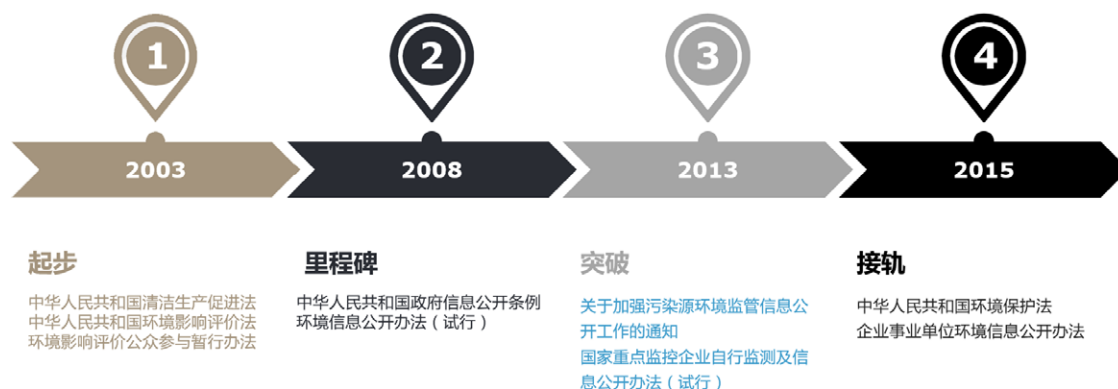 1
2
3
4
2003
2008
2013
2015
起步
中华人民共和国清洁生产促进法
中华人民共和国环境影响评价法
环境影响评价公众参与暂行办法
里程碑
中华人民共和国政府信息公开条例
环境信息公开办法（试行）
突破
关于加强污染源环境监管信息公
开工作的通知
国家重点监控企业自行监测及信
息公开办法（试行）
接轨
中华人民共和国环境保护法
企业事业单位环境信息公开办法